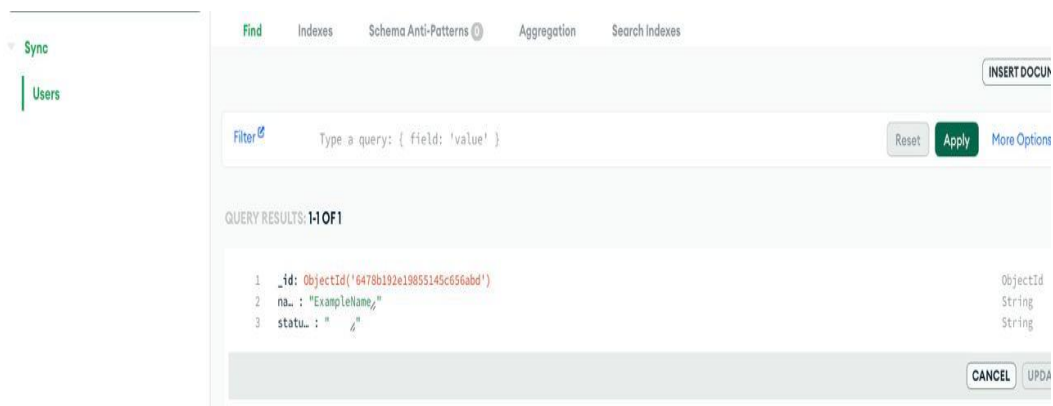 Find Indexes Schema Anti-Patterns 0 Aggregation Search Indexes
Sync
Users
INSERT DOCUM
Filter Type a query: { field: 'value' } Reset Apply More Options
QUERY RESULTS: 1-1 OF 1
1 _id: ObjectId('6478b192e19855145c656abd') ObjectId
2 na… : "ExampleName" String
3 statu… : " " String
CANCEL UPDA